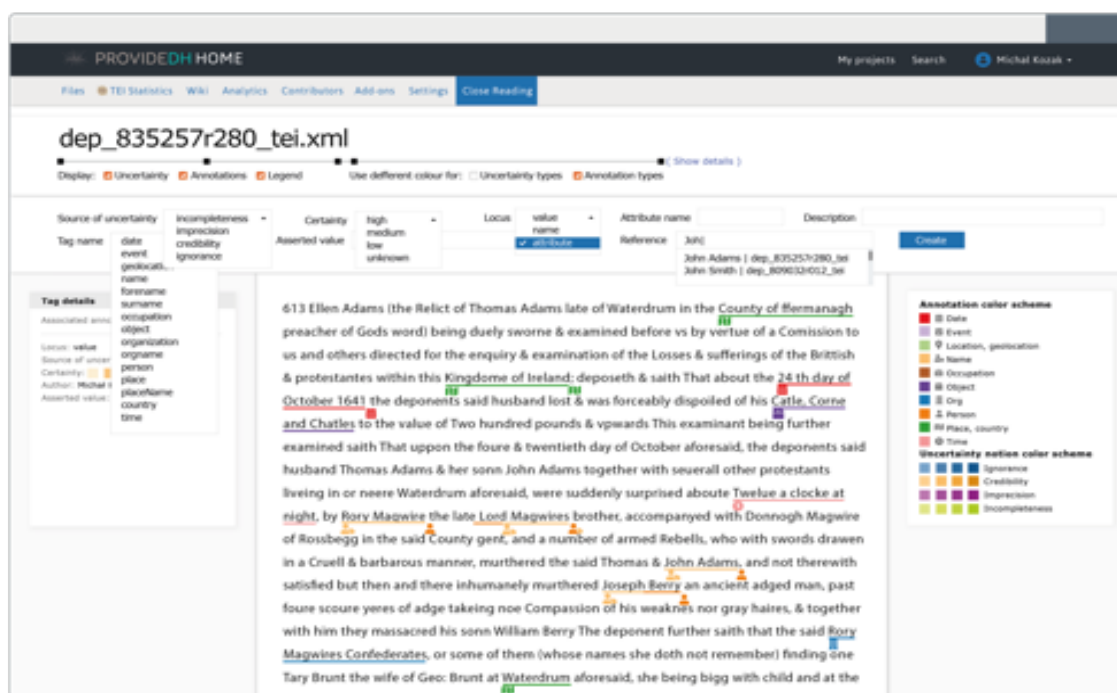 PROVIDEDH HOME
My projects Search Michal Kozak
Files TEI Statistics Wiki Analytics Contributors Add-ons Settings Close Reading
dep_835257r280_tei.xml
( Show details )
Display: Uncertainty Annotations Legend Use defferent colour for: Uncertainty types Annotation types
Source of uncertainty incompleteness Certainty high Locus value Attribute name Description
imprecision medium name
Tag name date credibility Asserted value low attribute Reference Joh Create
event ignorance unknown
geolocatio John Adams | dep_835257r280_tei
name John Smith | dep_809032r012_tei
forename
surname
occupation
object
organization
orgname
person
place
placeName
country
time
Tag details
Associated anno
Locus: value
Source of uncer
Certainty:
Author: Michal
Asserted value:
613 Ellen Adams (the Relict of Thomas Adams late of Waterdrum in the County of ffermanagh
preacher of Gods word) being duely sworne & examined before vs by vertue of a Comission to
us and others directed for the enquiry & examination of the Losses & sufferings of the Brittish
& protestantes within this Kingdome of Ireland: deposeth & saith That about the 24 th day of
October 1641 the deponents said husband lost & was forceably dispoiled of his Catle, Corne
and Chatles to the value of Two hundred pounds & vpwards This examinant being further
examined saith That uppon the foure & twentieth day of October aforesaid, the deponents said
husband Thomas Adams & her sonn John Adams together with seuerall other protestants
liveing in or neere Waterdrum aforesaid, were suddenly surprised aboute Twelue a clocke at
night, by Rory Magwire the late Lord Magwires brother, accompanyed with Donnogh Magwire
of Rossbegg in the said County gent, and a number of armed Rebells, who with swords drawen
in a Cruell & barbarous manner, murthered the said Thomas & John Adams, and not therewith
satisfied but then and there inhumanely murthered Joseph Berry an ancient adged man, past
foure scoure yeres of adge takeing noe Compassion of his weaknes nor gray haires, & together
with him they massacred his sonn William Berry The deponent further saith that the said Rory
Magwires Confederates, or some of them (whose names she doth not remember) finding one
Tary Brunt the wife of Geo: Brunt at Waterdrum aforesaid, she being bigg with child and at the
Annotation color scheme
Date
Event
Location, geolocation
Name
Occupation
Object
Org
Person
Place, country
Time
Uncertainty notion color scheme
Ignorance
Credibility
Imprecision
Incompleteness